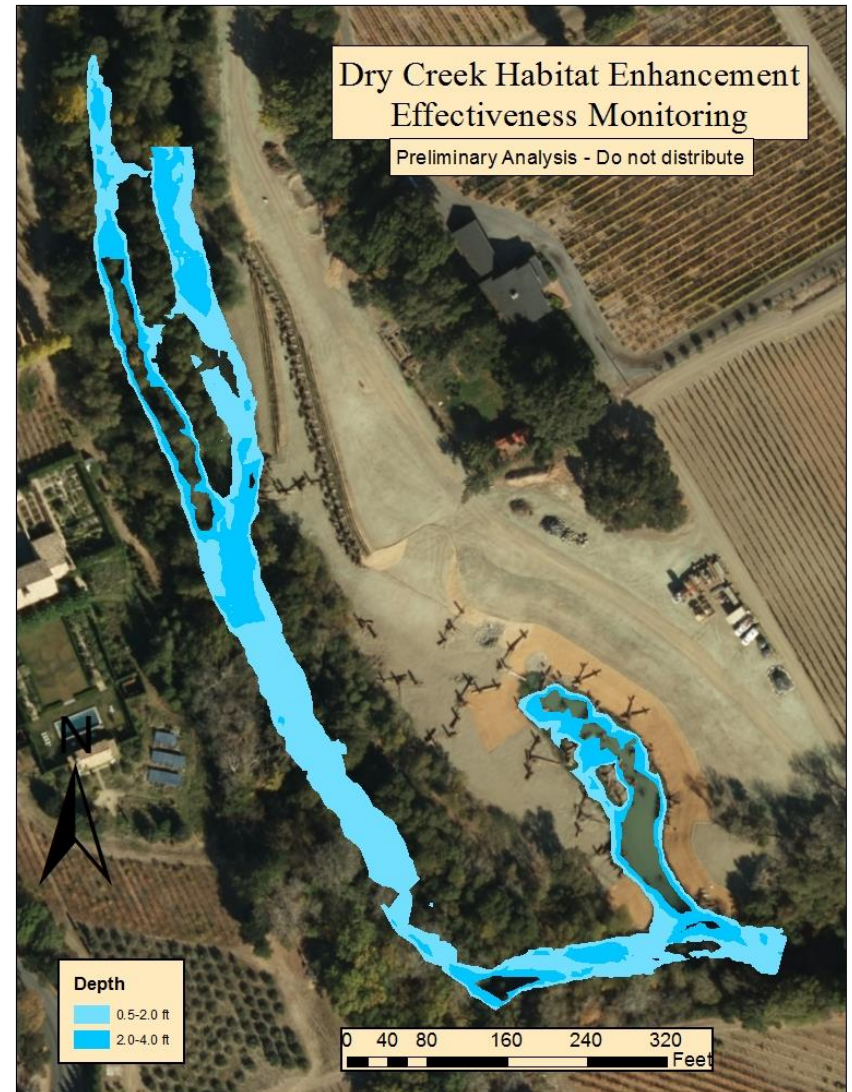 Dry Creek Habitat Enhancement
Effectiveness Monitoring
Preliminary Analysis - Do not distribute
N
Depth
0.5-2.0 ft
2.0-4.0 ft
0 40 80 160 240 320
Feet